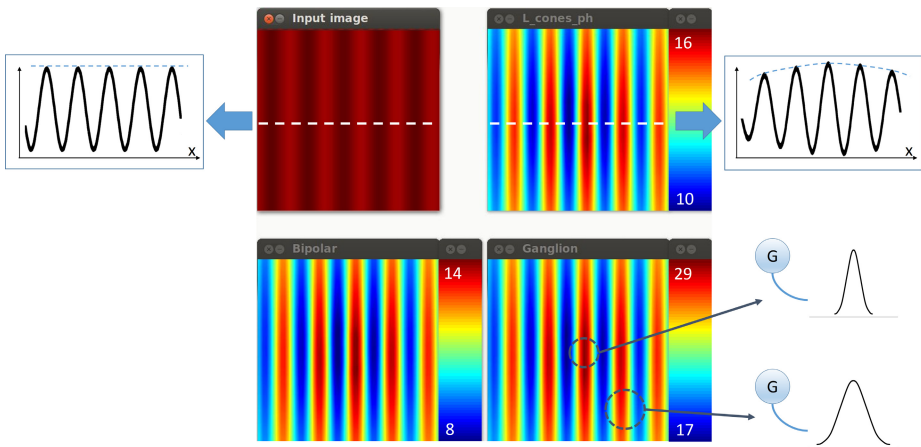 Input image
L_cones_ph
16
10
X
X
Bipolar
14
8
Ganglion
29
17
G
G